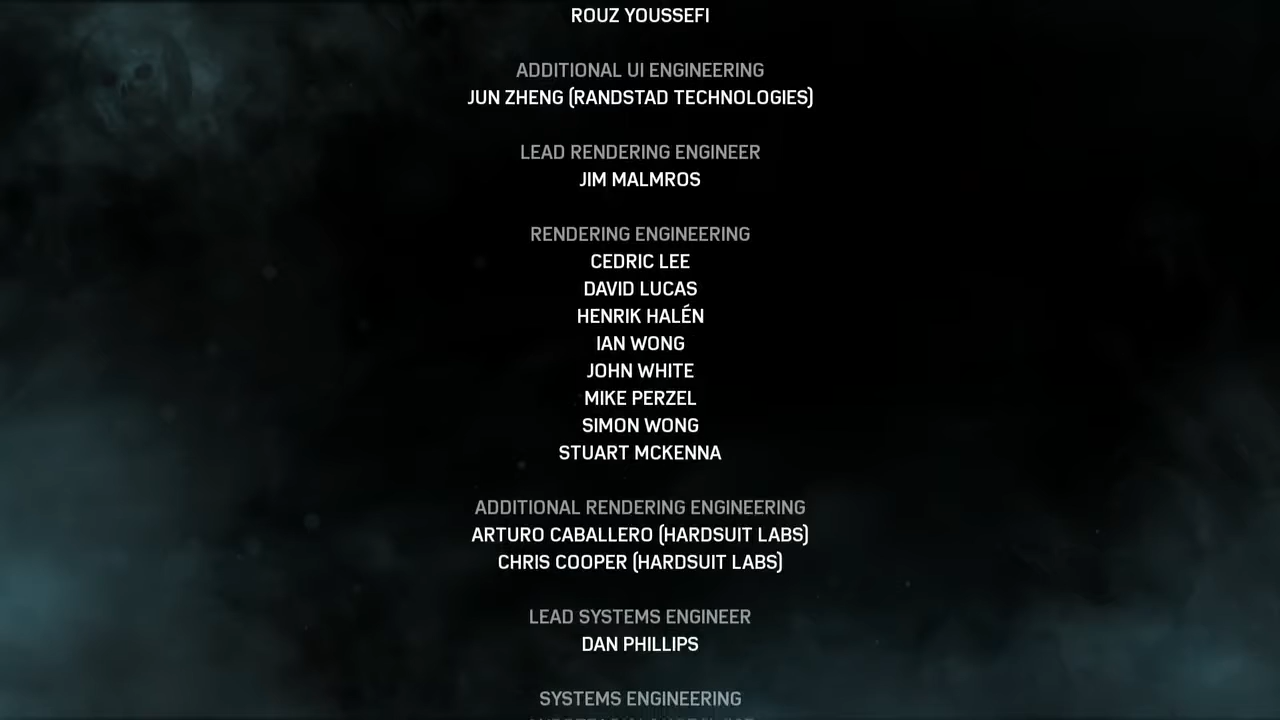 ROUZ YOUSSEFI
ADDITIONAL UI ENGINEERING
JUN ZHENG (RANDSTAD TECHNOLOGIES)
LEAD RENDERING ENGINEER
JIM MALMROS
RENDERING ENGINEERING
CEDRIC LEE
DAVID LUCAS
HENRIK HALÉN
IAN WONG
JOHN WHITE
MIKE PERZEL
SIMON WONG
STUART MCKENNA
ADDITIONAL RENDERING ENGINEERING
ARTURO CABALLERO (HARDSUIT LABS)
CHRIS COOPER (HARDSUIT LABS)
LEAD SYSTEMS ENGINEER
DAN PHILLIPS
SYSTEMS ENGINEERING